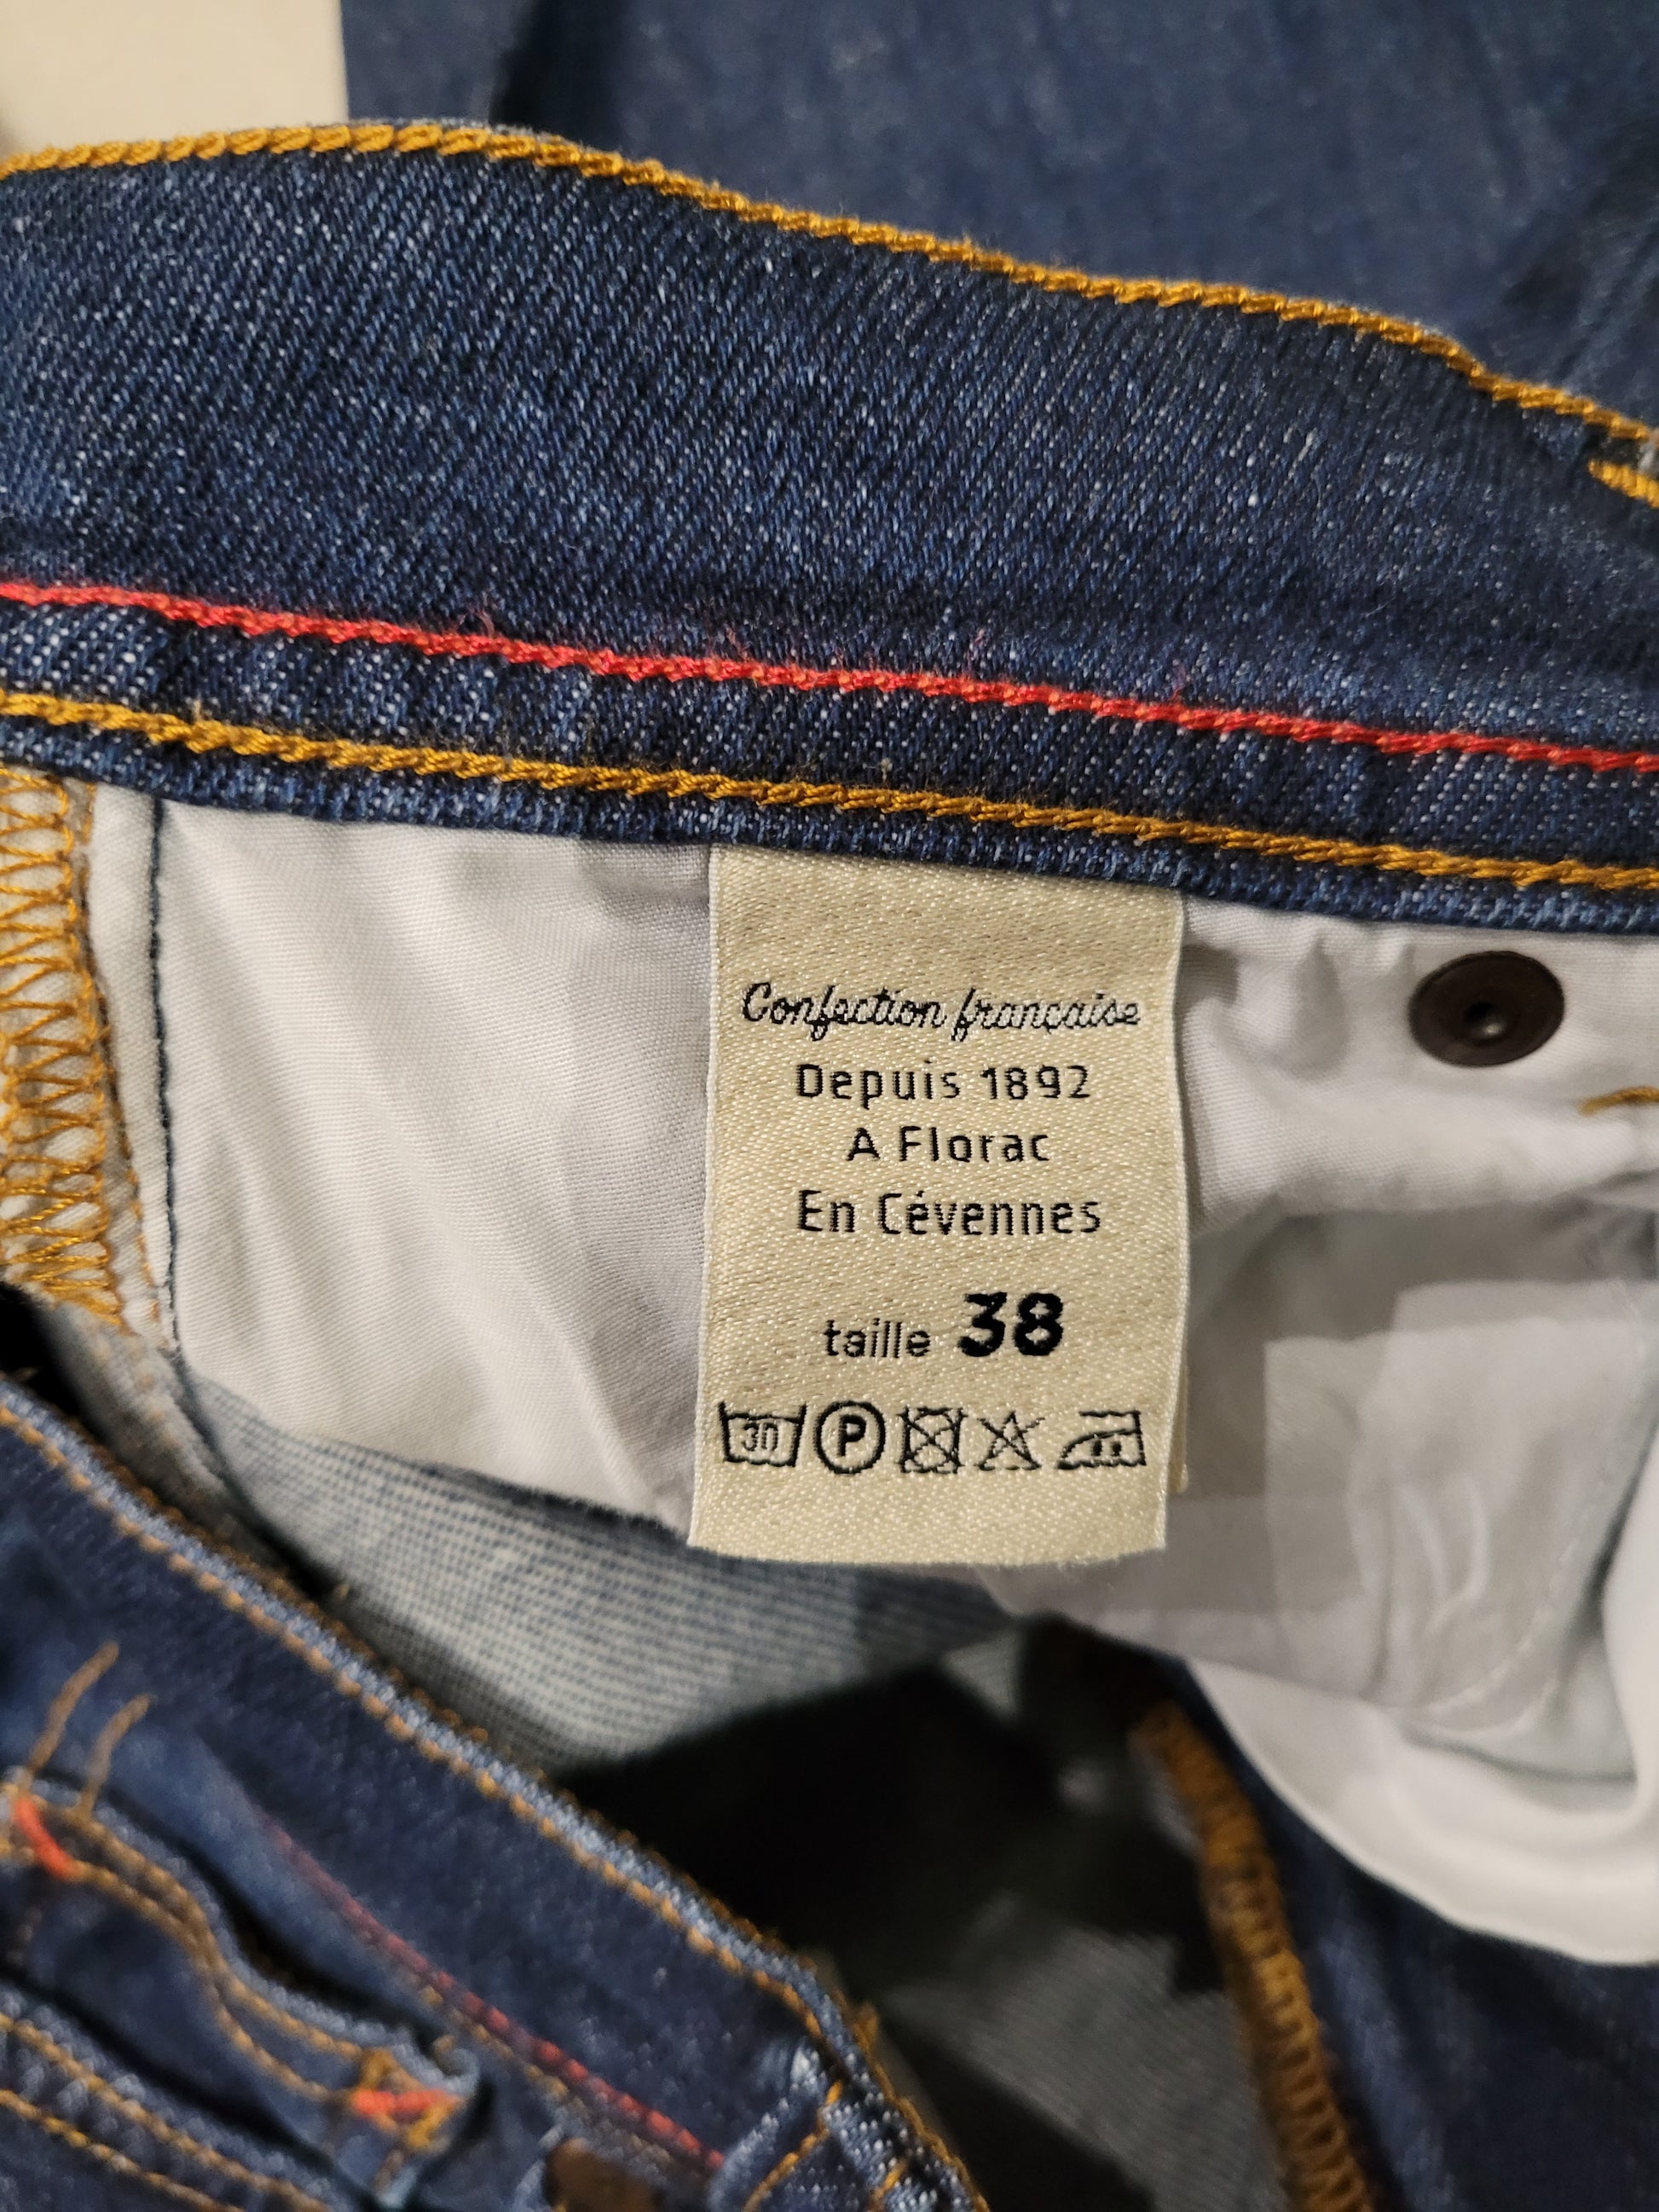 Confection française
Depuis 1892
A Florac
En Cévennes
taille 38
30 P